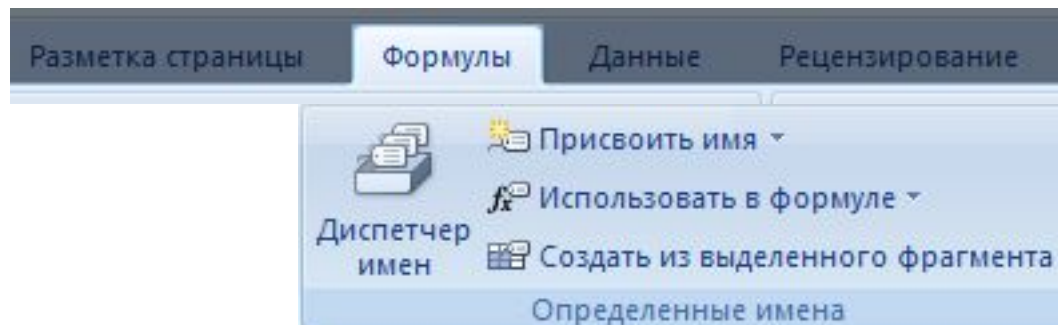 Разметка страницы Формулы Данные Рецензирование
Присвоить имя
Использовать в формуле
Диспетчер имен
Создать из выделенного фрагмента
Определенные имена